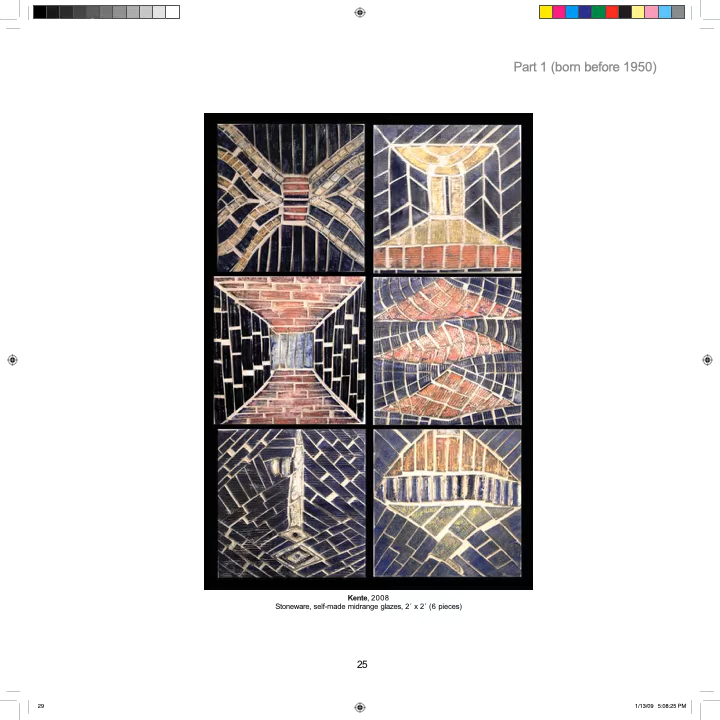 Part 1 (born before 1950)
Kente, 2008
Stoneware, self-made midrange glazes, 2´ x 2´ (6 pieces)
25
29
1/13/09 5:08:25 PM